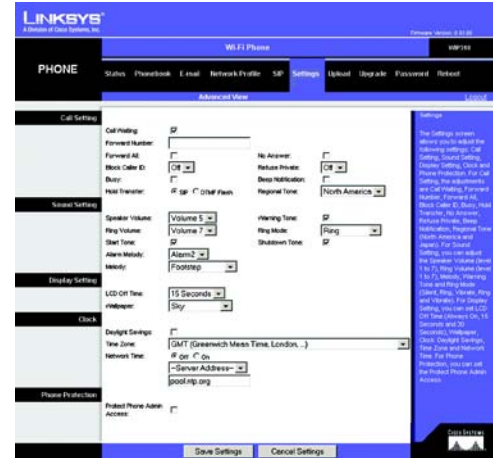 LINKSYS®
A Division of Cisco Systems, Inc.
Firmware Version: 0.01.00
Wi-Fi Phone
WIP310
PHONE
Status Phonebook E-mail Network Profile SIP Settings Upload Upgrade Password Reboot
Advanced View
Logout
Call Setting
Call Waiting:
Forward Number:
Forward All:
No Answer:
Block Caller ID: Off
Refuse Private: Off
Busy:
Beep Notification:
Hold Transfer: SIP DTMF Flash
Regional Tone: North America
Sound Setting
Speaker Volume: Volume 5
Warning Tone:
Ring Volume: Volume 7
Ring Mode: Ring
Start Tone:
Shutdown Tone:
Alarm Melody: Alarm2
Melody: Footstep
Display Setting
LCD Off Time: 15 Seconds
Wallpaper: Sky
Clock
Daylight Savings:
Time Zone: GMT (Greenwich Mean Time, London, ...)
Network Time: Off On
~Server Address~
pool.ntp.org
Phone Protection
Protect Phone Admin
Access:
Settings
The Settings screen
allows you to adjust the
following settings: Call
Setting, Sound Setting,
Display Setting, Clock and
Phone Protection. For Call
Setting, the adjustments
are Call Waiting, Forward
Number, Forward All,
Block Caller ID, Busy, Hold
Transfer, No Answer,
Refuse Private, Beep
Notification, Regional Tone
(North America and
Japan). For Sound
Setting, you can adjust
the Speaker Volume (level
1 to 7), Ring Volume (level
1 to 7), Melody, Warning
Tone and Ring Mode
(Silent, Ring, Vibrate, Ring
and Vibrate). For Display
Setting, you can set LCD
Off Time (Always On, 15
Seconds and 30
Seconds), Wallpaper,
Clock: Daylight Savings,
Time Zone and Network
Time. For Phone
Protection, you can set
the Protect Phone Admin
Access.
Save Settings Cancel Settings
Cisco Systems